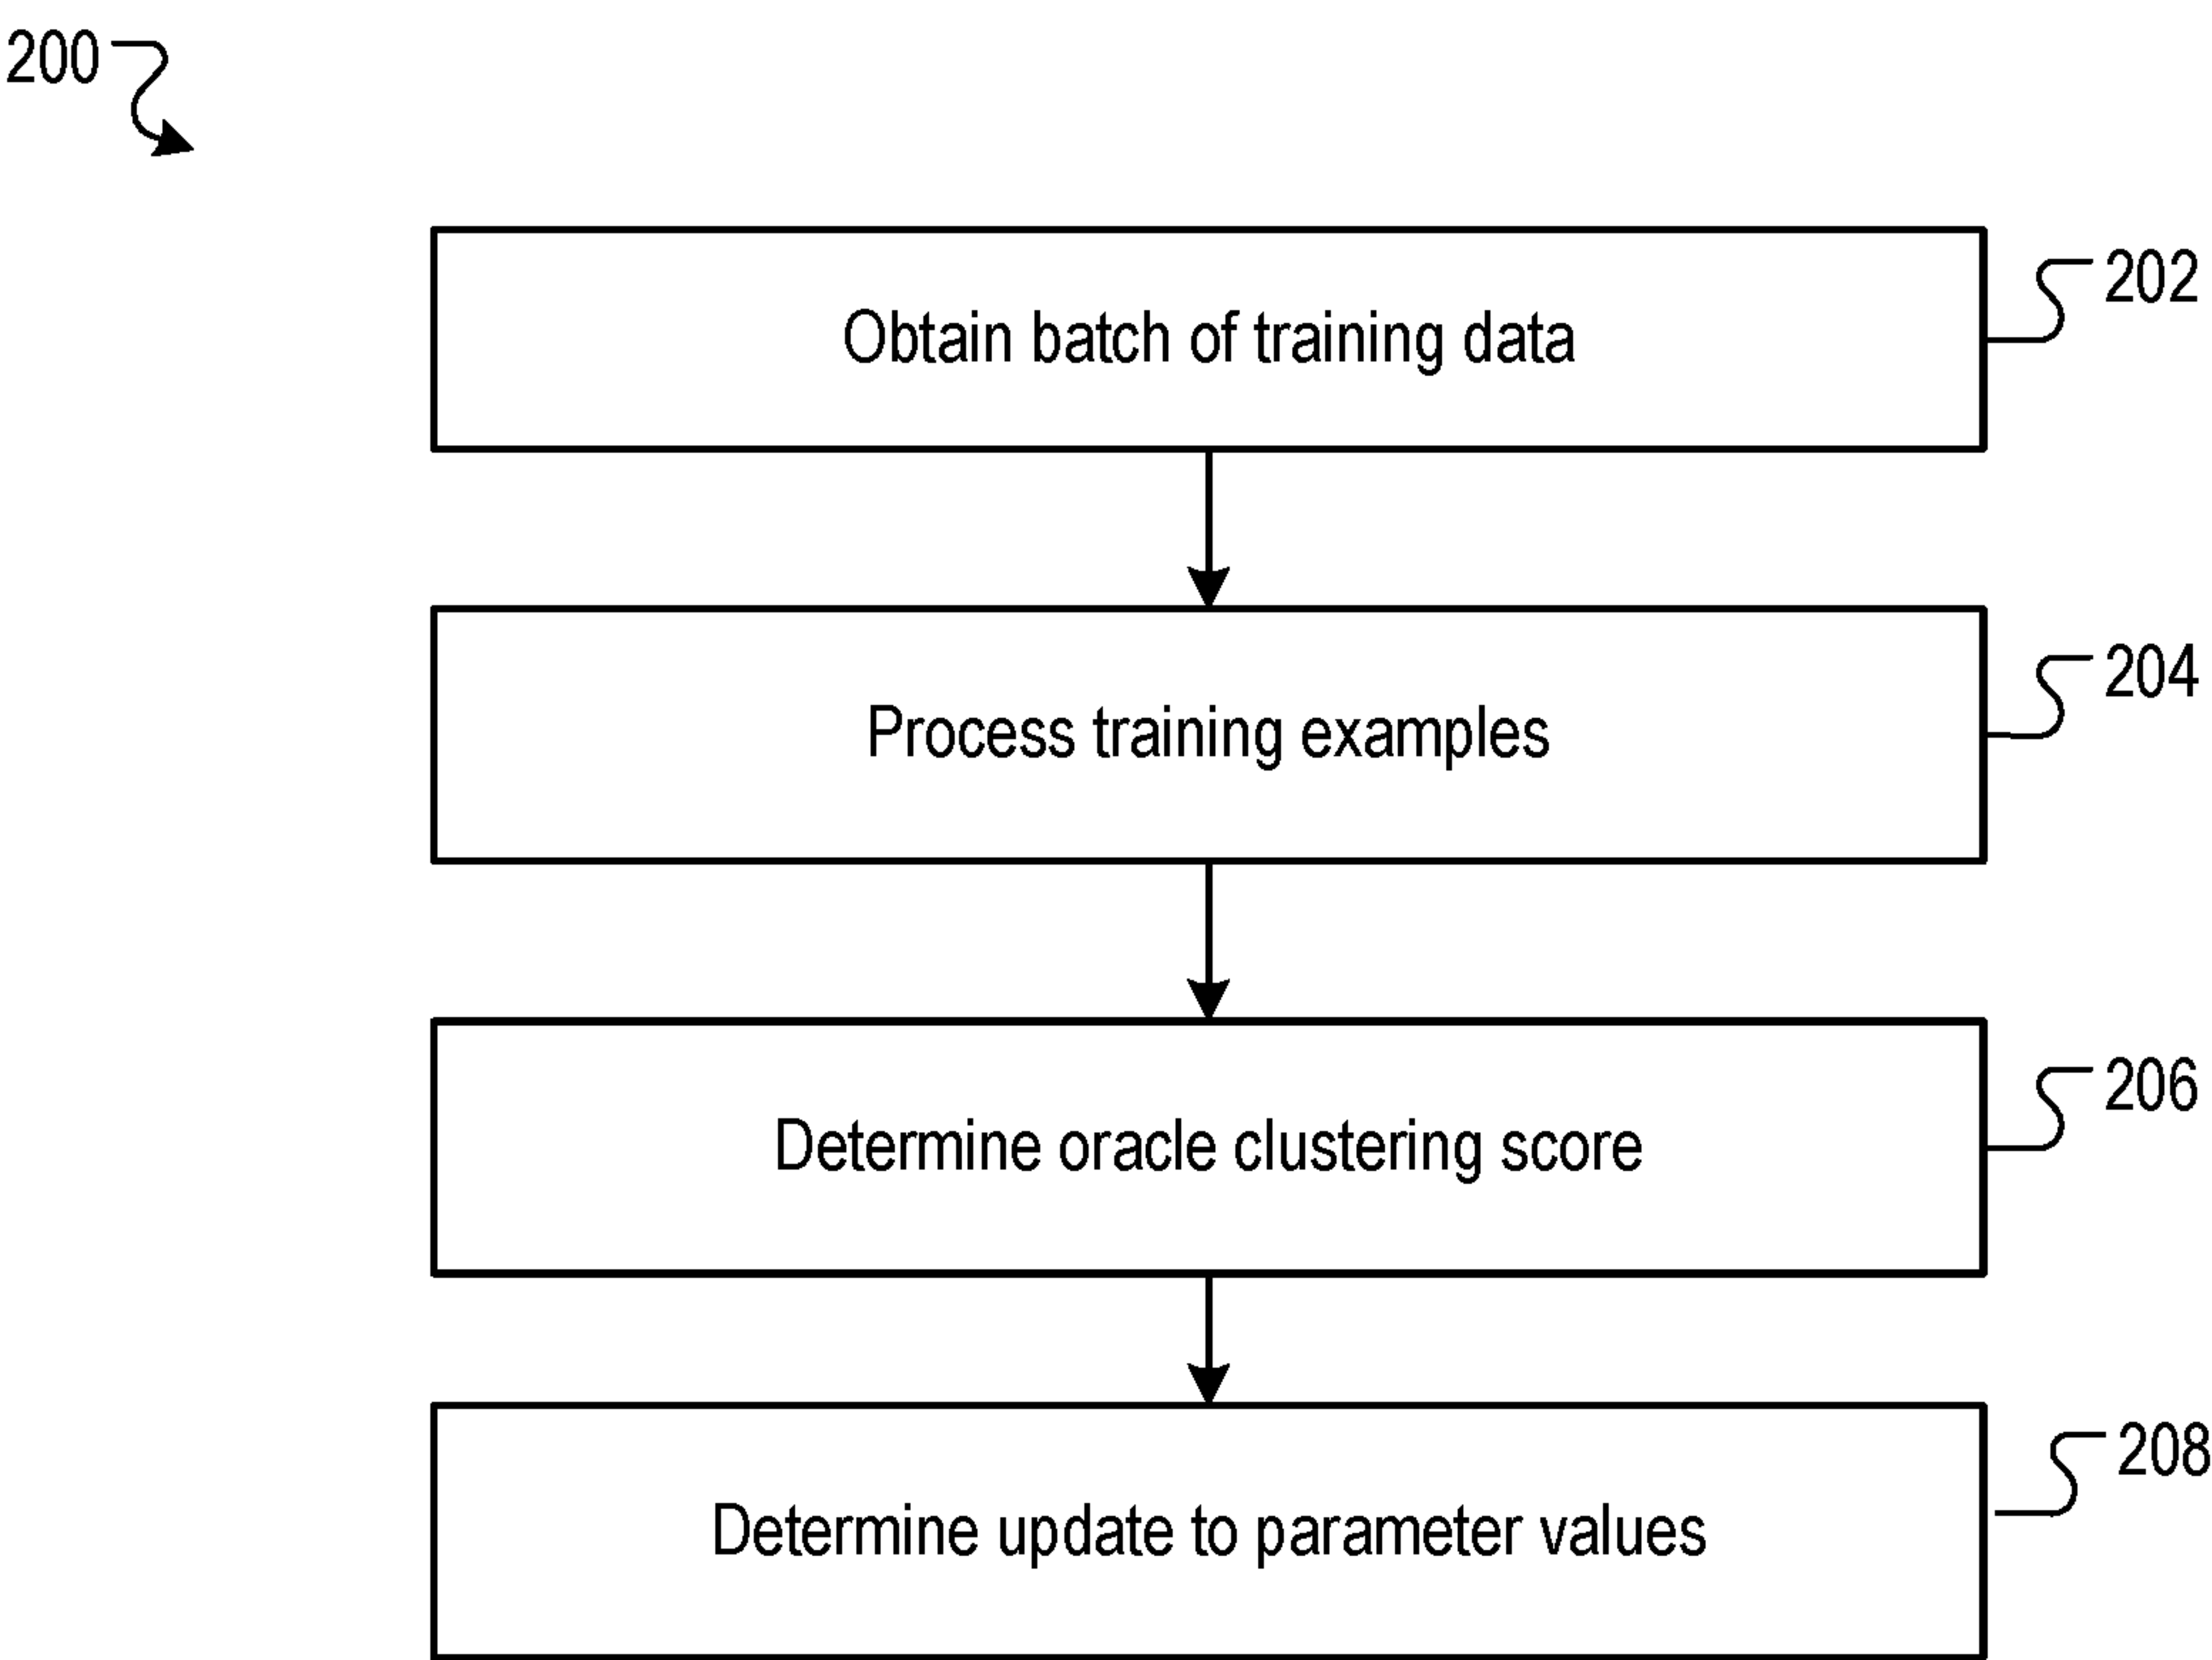 200
Obtain batch of training data
202
Process training examples
204
Determine oracle clustering score
206
Determine update to parameter values
208